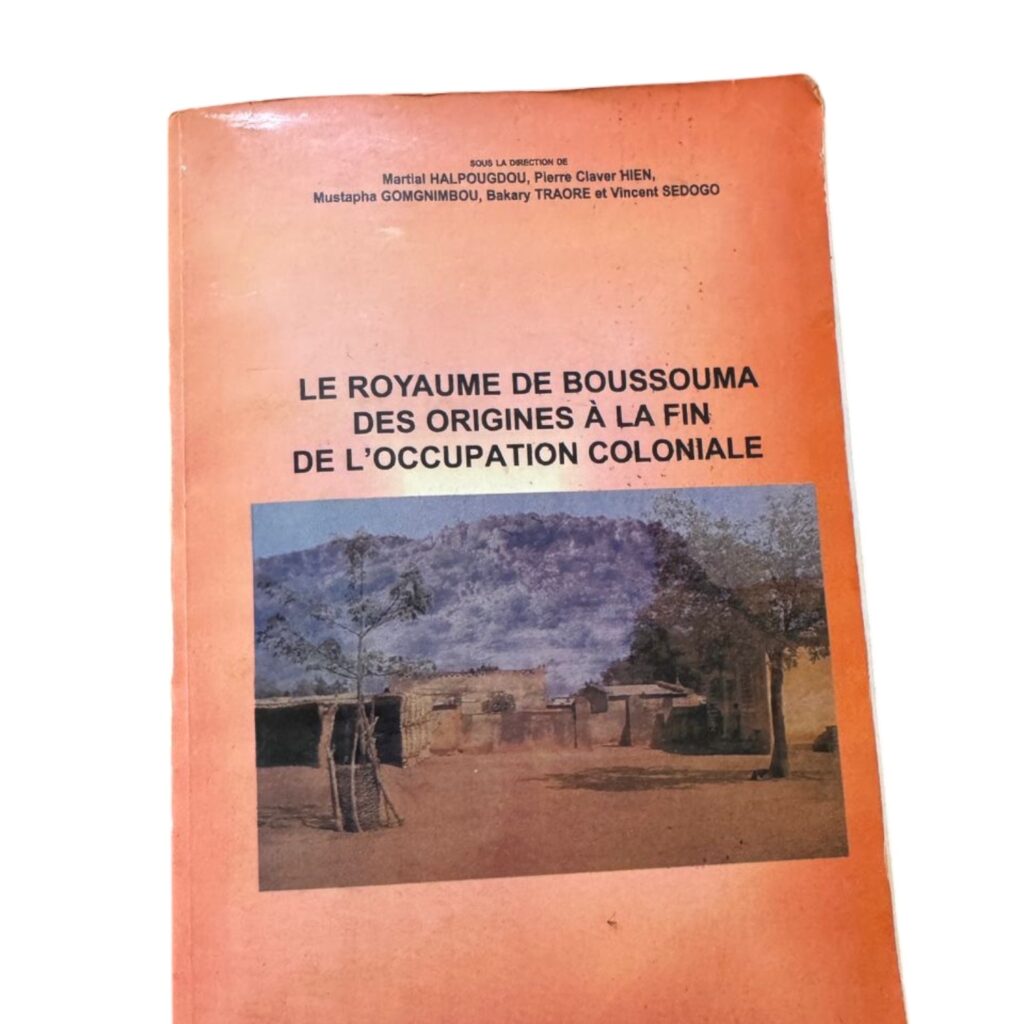 SOUS LA DIRECTION DE
Martial HALPOUGDOU, Pierre Claver HIEN,
Mustapha GOMGNIMBOU, Bakary TRAORE et Vincent SEDOGO
LE ROYAUME DE BOUSSOUMA
DES ORIGINES À LA FIN
DE L'OCCUPATION COLONIALE